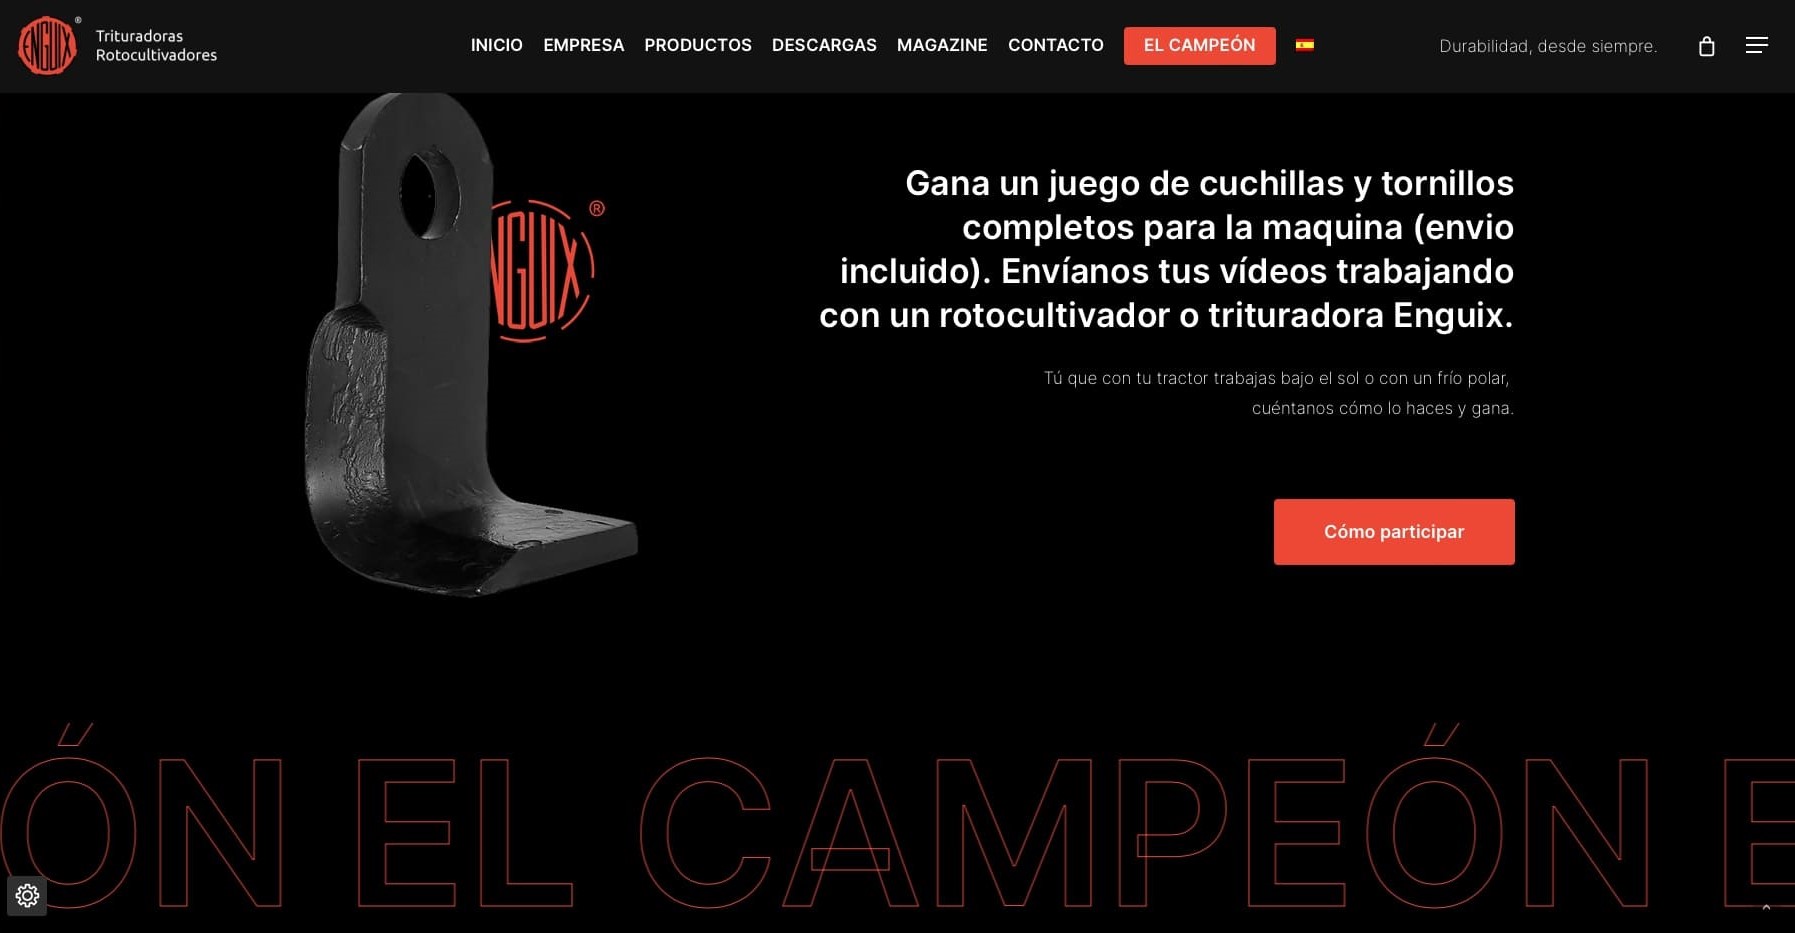 ENGUIX ®
Trituradoras
Rotocultivadores
INICIO EMPRESA PRODUCTOS DESCARGAS MAGAZINE CONTACTO EL CAMPEÓN
Durabilidad, desde siempre.
NGUIX ®
Gana un juego de cuchillas y tornillos
completos para la maquina (envio
incluido). Envíanos tus vídeos trabajando
con un rotocultivador o trituradora Enguix.
Tú que con tu tractor trabajas bajo el sol o con un frío polar,
cuéntanos cómo lo haces y gana.
Cómo participar
ÓN EL CAMPEÓN E